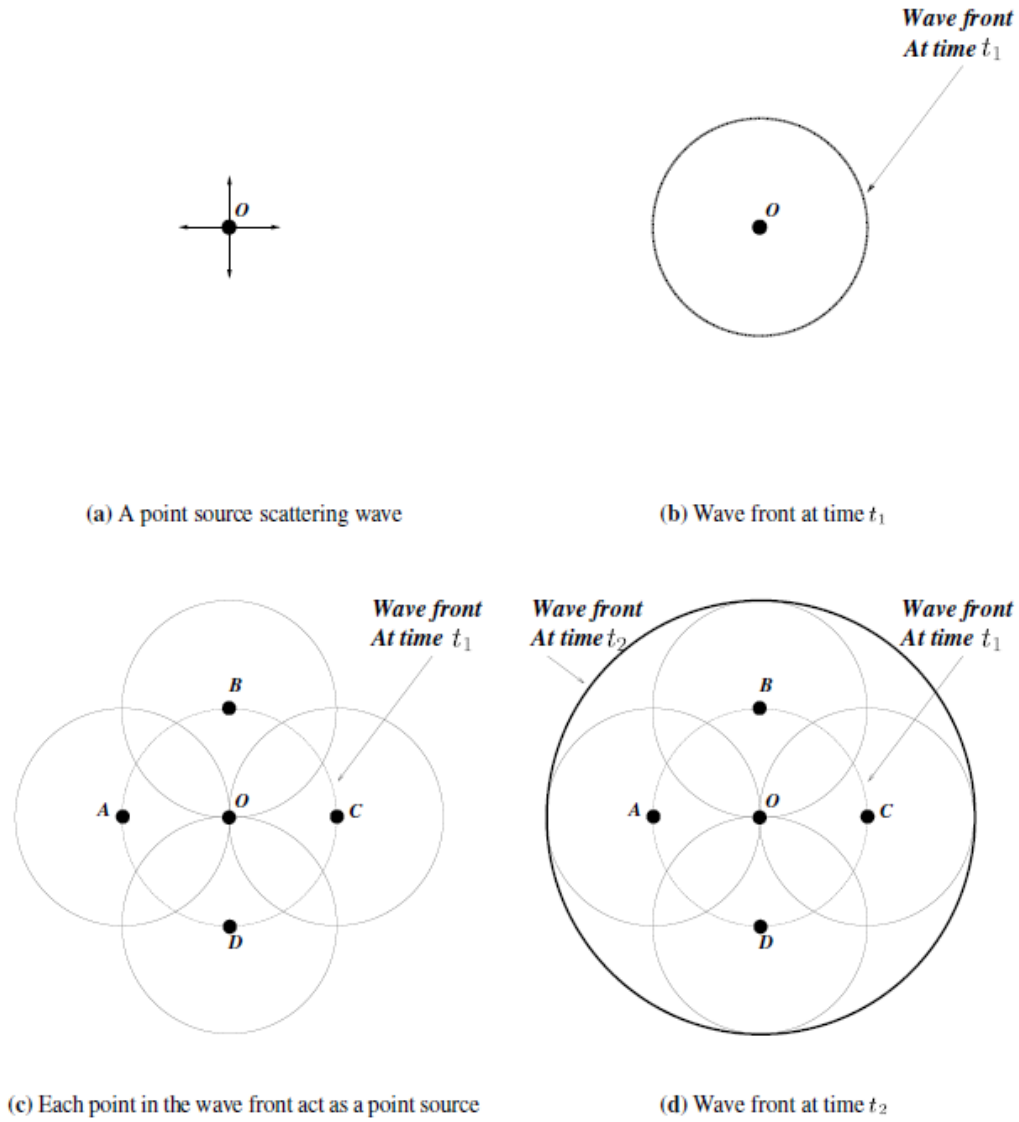 Wave front
At time t₁
O
O
(a) A point source scattering wave
(b) Wave front at time t₁
Wave front
At time t₁
B
A
O
C
D
(c) Each point in the wave front act as a point source
Wave front
At time t₂
Wave front
At time t₁
B
A
O
C
D
(d) Wave front at time t₂